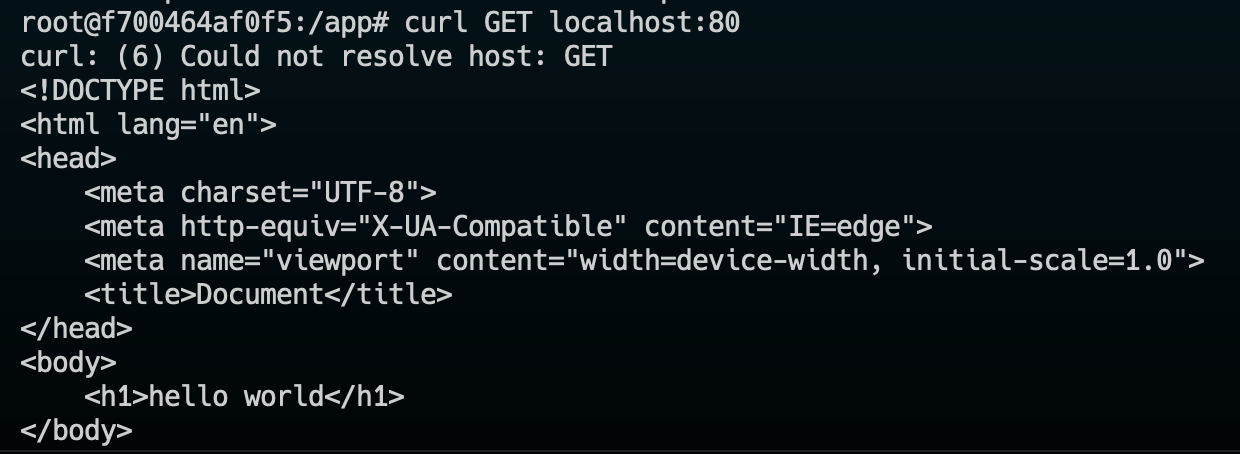 root@f700464af0f5:/app# curl GET localhost:80
curl: (6) Could not resolve host: GET
<!DOCTYPE html>
<html lang="en">
<head>
    <meta charset="UTF-8">
    <meta http-equiv="X-UA-Compatible" content="IE=edge">
    <meta name="viewport" content="width=device-width, initial-scale=1.0">
    <title>Document</title>
</head>
<body>
    <h1>hello world</h1>
</body>